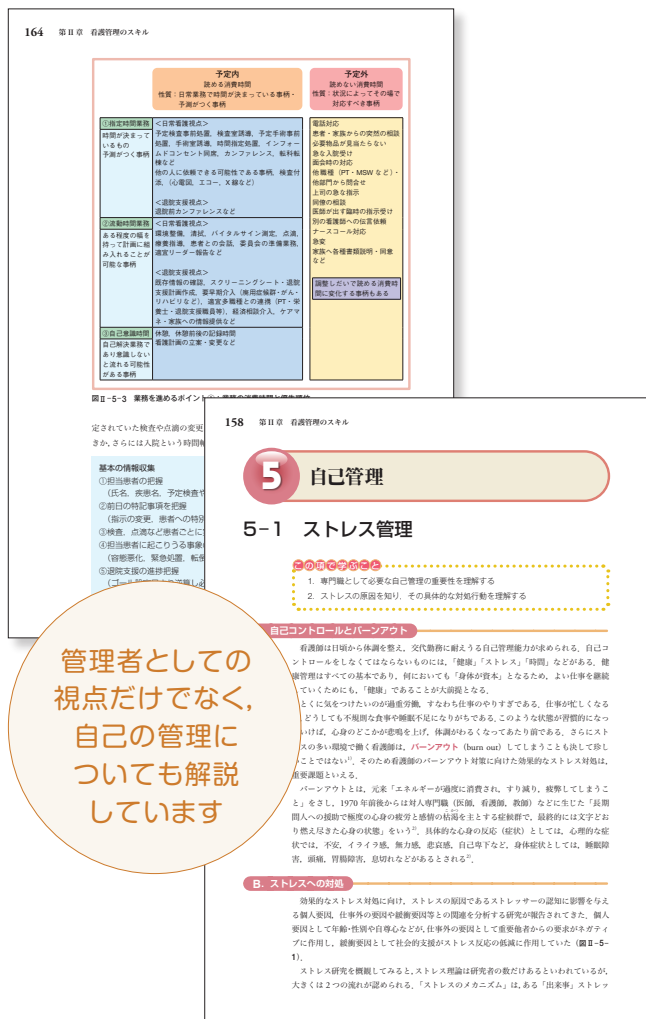 164 第Ⅱ章 看護管理のスキル
予定内
読める消費時間
性質：日常業務で時間が決まっている事柄・
予測がつく事柄
予定外
読めない消費時間
性質：状況によってその場で
対応すべき事柄
①指定時間業務
時間が決まって
いるもの
予測がつく事柄
＜日常看護視点＞
予定検査前処置，検査室誘導，予定手術事前
処置，手術室誘導，時間指定処置，インフォー
ムドコンセント同席，カンファレンス，転科転
棟など
他の人に依頼できる可能性である事柄，検査付
添，（心電図，エコー，X線など）
＜退院支援視点＞
退院前カンファレンスなど
②流動時間業務
ある程度の幅を
持って計画に組
み入れることが
可能な事柄
＜日常看護視点＞
環境整備，清拭，バイタルサイン測定，点滴，
療養指導，患者との会話，委員会の準備業務，
適宜リーダー報告など
＜退院支援視点＞
既存情報の確認，スクリーニングシート・退院
支援計画作成，要早期介入（廃用症候群・がん・
リハビリなど），適宜多職種との連携（PT・栄
養士・退院支援職員等），経済相談介入，ケアマ
ネ・家族への情報提供など
③自己意識時間
自己解決業務で
あり意識しない
と流れる可能性
がある事柄
休憩，休憩前後の記録時間
看護計画の立案・変更など
電話対応
患者・家族からの突然の相談
必要物品が見当たらない
急な入院受け
面会時の対応
他職種（PT・MSWなど）・
他部門から問合せ
上司の急な指示
同僚の相談
医師が出す臨時の指示受け
別の看護師への伝言依頼
ナースコール対応
急変
家族へ各種書類説明・同意
など
調整しだいで読める消費時
間に変化する事柄もある
図Ⅱ-5-3 業務を進めるポイント
定されていた検査や点滴の変更
きか，さらには入院という時間軸
基本の情報収集
①担当患者の把握
（氏名，疾患名，予定検査や
②前日の特記事項を把握
（指示の変更，患者への特別
③検査，点滴など患者ごとに
④担当患者に起こりうる事象の
（容態悪化，緊急処置，転倒
⑤退院支援の進捗把握
158 第Ⅱ章 看護管理のスキル
5 自己管理
5-1 ストレス管理
この項で学ぶこと
1．専門職として必要な自己管理の重要性を理解する
2．ストレスの原因を知り，その具体的な対処行動を理解する
自己コントロールとバーンアウト
看護師は日頃から体調を整え，交代勤務に耐えうる自己管理能力が求められる．自己コ
ントロールをしなくてはならないものには，「健康」「ストレス」「時間」などがある．健
康管理はすべての基本であり，何においても「身体が資本」となるため，よい仕事を継続
していくためにも，「健康」であることが大前提となる．
とくに気をつけたいのが過重労働，すなわち仕事のやりすぎである．仕事が忙しくなる
どうしても不規則な食事や睡眠不足になりがちである．このような状態が習慣的になっ
いけば，心身のどこかが悲鳴を上げ，体調がわるくなってあたり前である．さらにスト
スの多い環境で働く看護師は，バーンアウト（burn out）してしまうことも決して珍し
ことではない1)．そのため看護師のバーンアウト対策に向けた効果的なストレス対処は，
重要課題といえる．
バーンアウトとは，元来「エネルギーが過度に消費され，すり減り，疲弊してしまうこ
と」をさし，1970年前後からは対人専門職（医師，看護師，教師）などに生じた「長期
間人への援助で極度の心身の疲労と感情の枯渇を主とする症候群で，最終的には文字どお
り燃え尽きた心身の状態」をいう2)．具体的な心身の反応（症状）としては，心理的な症
状では，不安，イライラ感，無力感，悲哀感，自己卑下など，身体症状としては，睡眠障
害，頭痛，胃腸障害，息切れなどがあるとされる2)．
B．ストレスへの対処
効果的なストレス対処に向け，ストレスの原因であるストレッサーの認知に影響を与え
る個人要因，仕事外の要因や緩衝要因等との関連を分析する研究が報告されてきた．個人
要因として年齢・性別や自尊心などが，仕事外の要因として重要他者からの要求がネガティ
ブに作用し，緩衝要因として社会的支援がストレス反応の低減に作用していた（図Ⅱ-5-
1）．
ストレス研究を概観してみると，ストレス理論は研究者の数だけあるといわれているが，
大きくは2つの流れが認められる．「ストレスのメカニズム」は，ある「出来事」ストレッ
管理者としての
視点だけでなく，
自己の管理に
ついても解説
しています